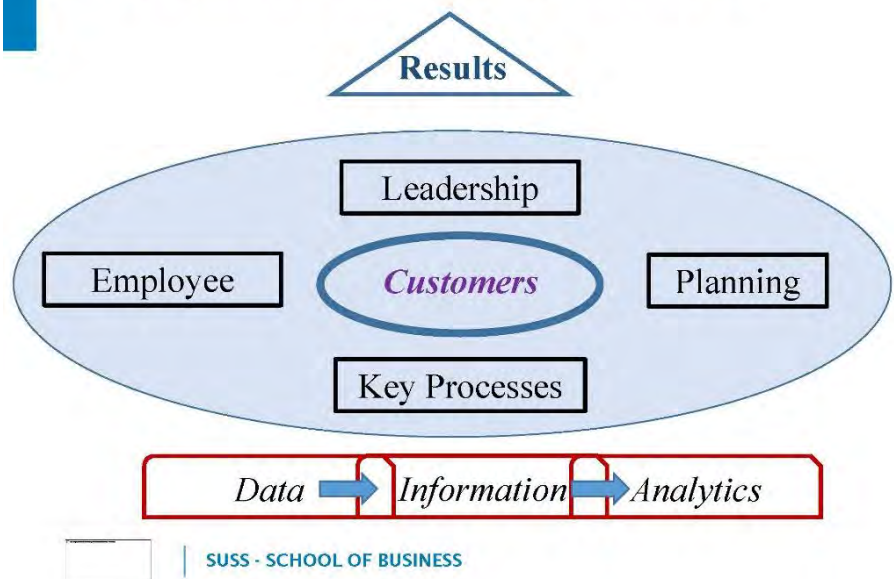 Results
Leadership
Employee
Customers
Planning
Key Processes
Data Information Analytics
SUSS - SCHOOL OF BUSINESS